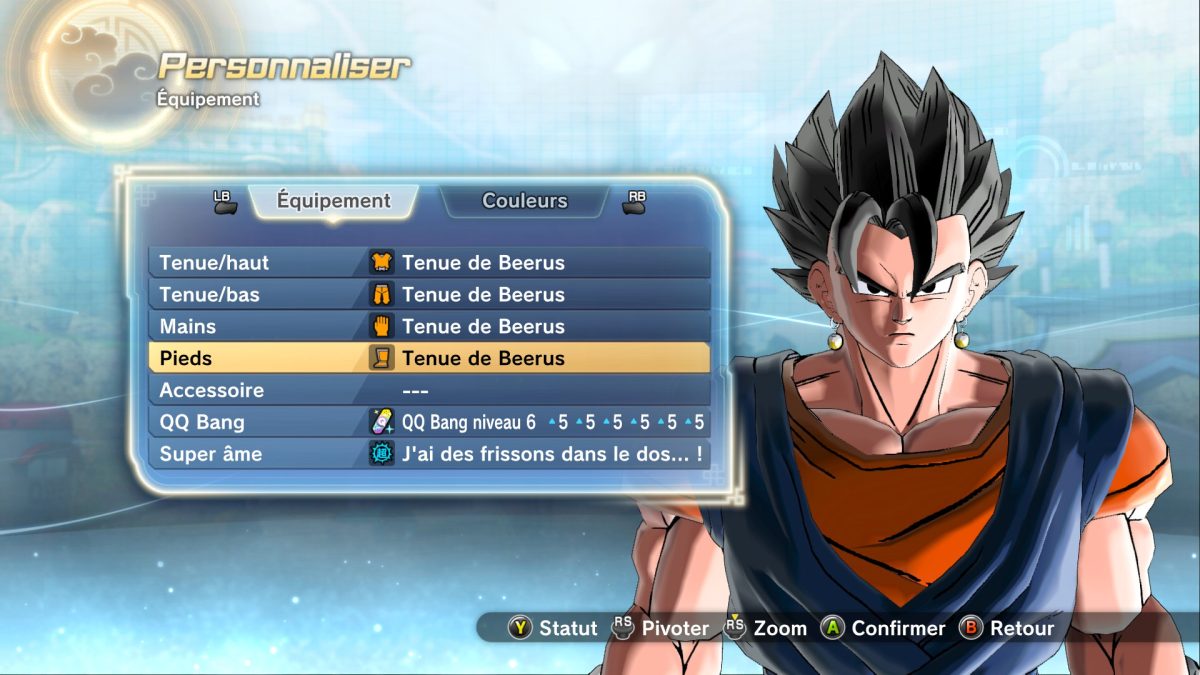 Personnaliser
Équipement
LB Équipement Couleurs RB
Tenue/haut Tenue de Beerus
Tenue/bas Tenue de Beerus
Mains Tenue de Beerus
Pieds Tenue de Beerus
Accessoire ---
QQ Bang QQ Bang niveau 6 ▲5 ▲5 ▲5 ▲5 ▲5 ▲5
Super âme 超 J'ai des frissons dans le dos... !
Y Statut RS Pivoter RS Zoom A Confirmer B Retour